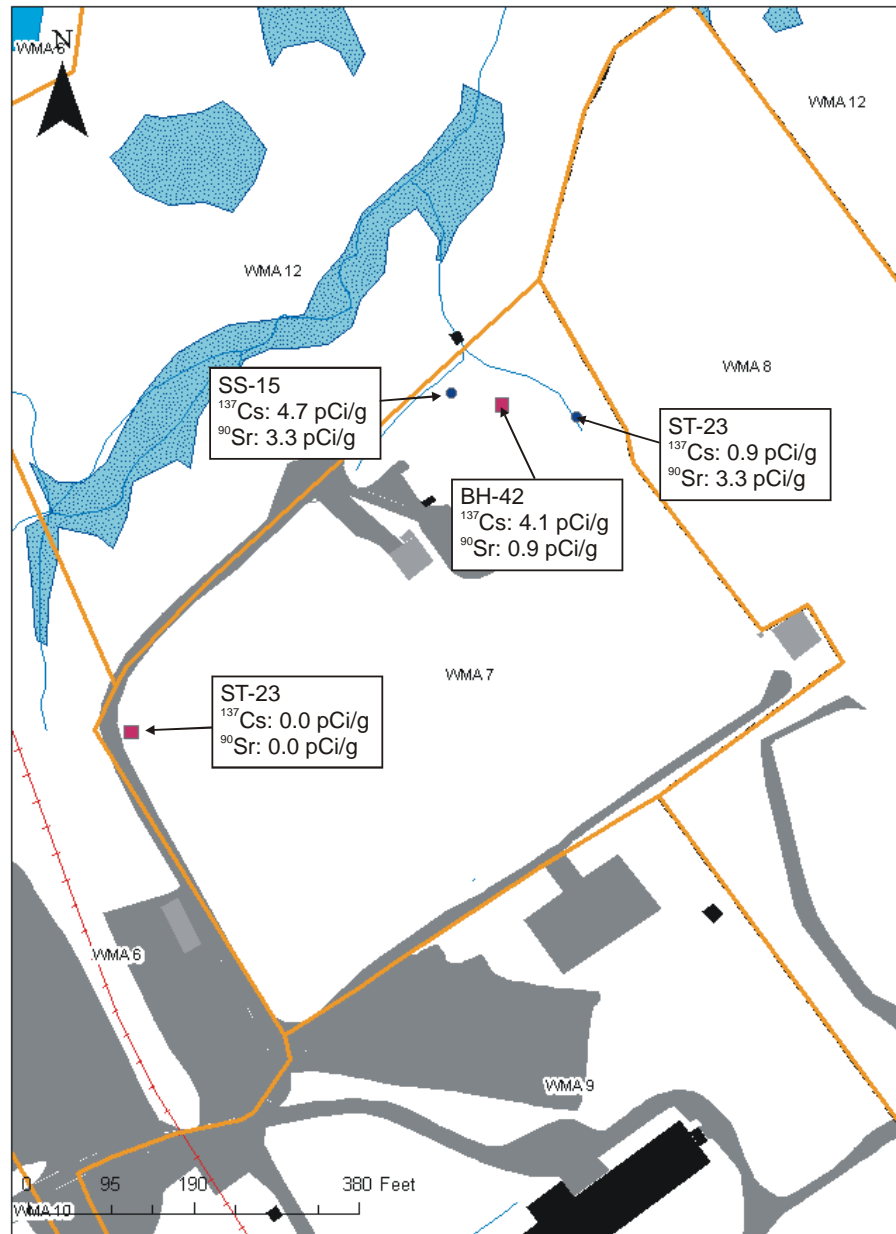 WMA 5
N
WMA 12
WMA 12
WMA 8
SS-15
¹³⁷Cs: 4.7 pCi/g
⁹⁰Sr: 3.3 pCi/g
ST-23
¹³⁷Cs: 0.9 pCi/g
⁹⁰Sr: 3.3 pCi/g
BH-42
¹³⁷Cs: 4.1 pCi/g
⁹⁰Sr: 0.9 pCi/g
WMA 7
ST-23
¹³⁷Cs: 0.0 pCi/g
⁹⁰Sr: 0.0 pCi/g
WMA 6
WMA 9
0 95 190 380 Feet
WMA 10